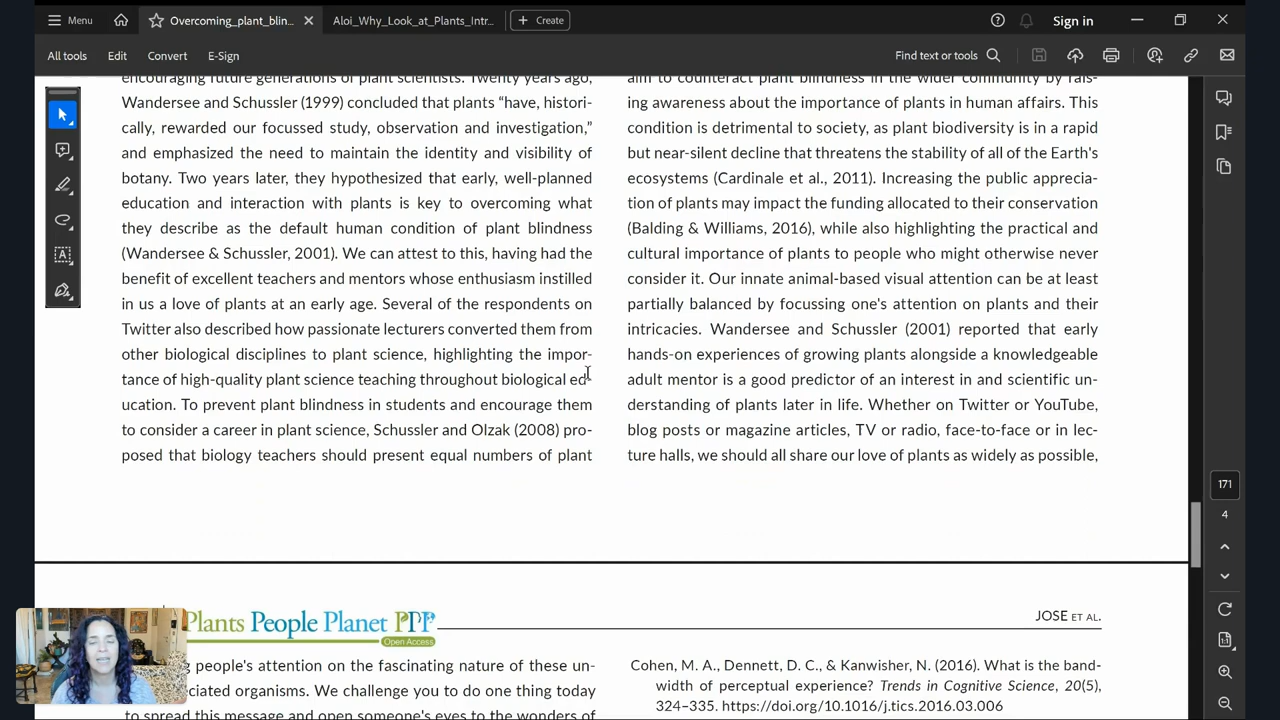 Menu
Overcoming_plant_blin...
Aloi_Why_Look_at_Plants_Intr...
Create
Sign in
All tools
Edit
Convert
E-Sign
Find text or tools
encouraging future generations of plant scientists. Twenty years ago,
Wandersee and Schussler (1999) concluded that plants “have, histori-
cally, rewarded our focussed study, observation and investigation,”
and emphasized the need to maintain the identity and visibility of
botany. Two years later, they hypothesized that early, well-planned
education and interaction with plants is key to overcoming what
they describe as the default human condition of plant blindness
(Wandersee & Schussler, 2001). We can attest to this, having had the
benefit of excellent teachers and mentors whose enthusiasm instilled
in us a love of plants at an early age. Several of the respondents on
Twitter also described how passionate lecturers converted them from
other biological disciplines to plant science, highlighting the impor-
tance of high-quality plant science teaching throughout biological ed-
ucation. To prevent plant blindness in students and encourage them
to consider a career in plant science, Schussler and Olzak (2008) pro-
posed that biology teachers should present equal numbers of plant
aim to counteract plant blindness in the wider community by rais-
ing awareness about the importance of plants in human affairs. This
condition is detrimental to society, as plant biodiversity is in a rapid
but near-silent decline that threatens the stability of all of the Earth's
ecosystems (Cardinale et al., 2011). Increasing the public apprecia-
tion of plants may impact the funding allocated to their conservation
(Balding & Williams, 2016), while also highlighting the practical and
cultural importance of plants to people who might otherwise never
consider it. Our innate animal-based visual attention can be at least
partially balanced by focussing one's attention on plants and their
intricacies. Wandersee and Schussler (2001) reported that early
hands-on experiences of growing plants alongside a knowledgeable
adult mentor is a good predictor of an interest in and scientific un-
derstanding of plants later in life. Whether on Twitter or YouTube,
blog posts or magazine articles, TV or radio, face-to-face or in lec-
ture halls, we should all share our love of plants as widely as possible,
171
4
Plants People Planet PPP
Open Access
JOSE ET AL.
people's attention on the fascinating nature of these un-
organisms. We challenge you to do one thing today
to spread this message and open someone's eyes to the wonders of
Cohen, M. A., Dennett, D. C., & Kanwisher, N. (2016). What is the band-
width of perceptual experience? Trends in Cognitive Science, 20(5),
324–335. https://doi.org/10.1016/j.tics.2016.03.006